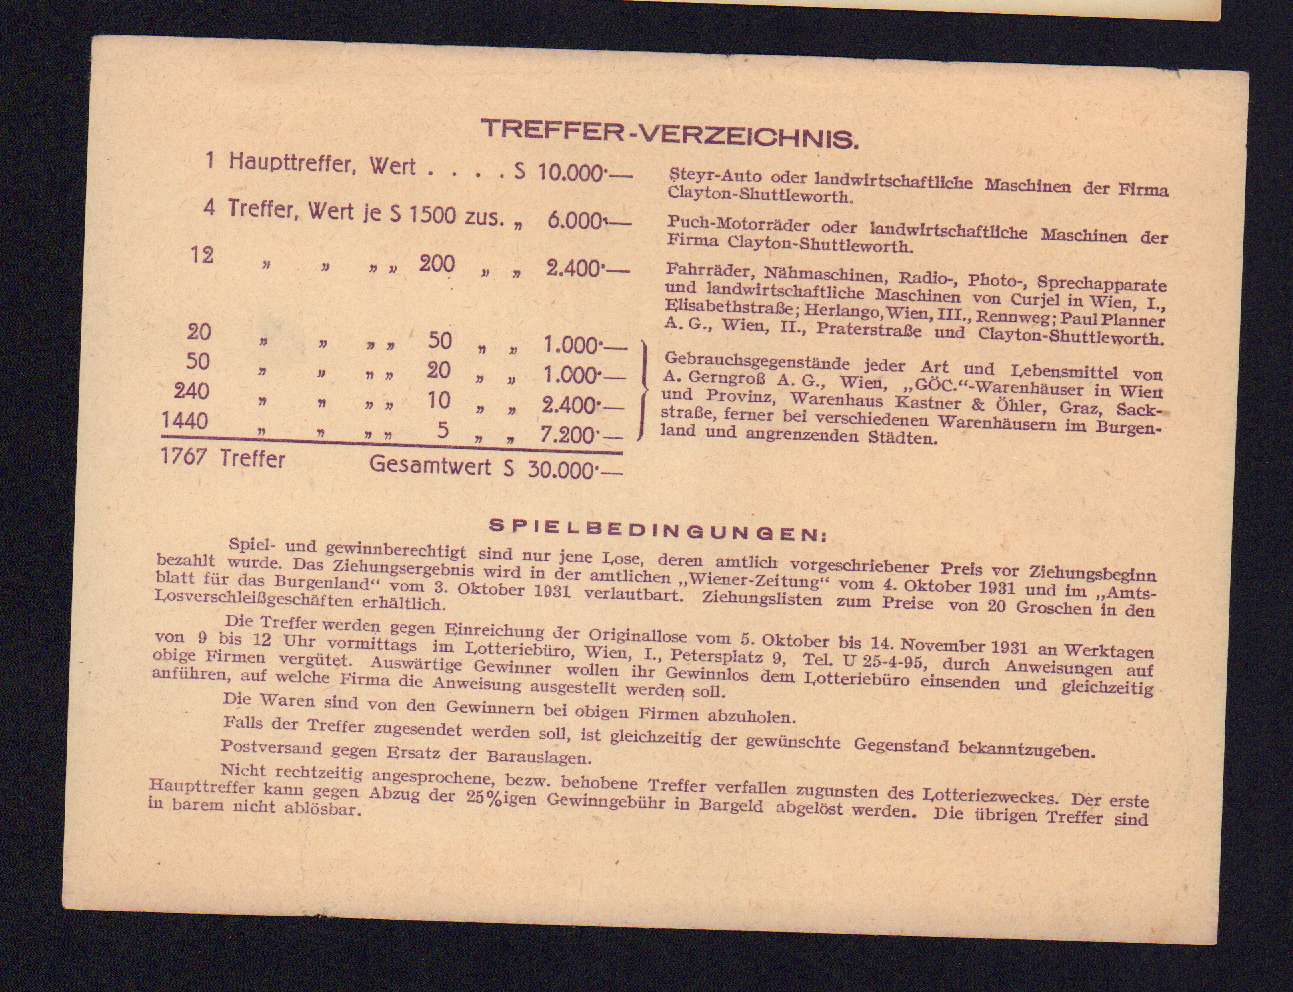 TREFFER-VERZEICHNIS.
1 Haupttreffer, Wert . . . . S 10.000·—
Steyr-Auto oder landwirtschaftliche Maschinen der Firma
Clayton-Shuttleworth.
4 Treffer, Wert je S 1500 zus. „ 6.000·—
Puch-Motorräder oder landwirtschaftliche Maschinen der
Firma Clayton-Shuttleworth.
12 „ „ „ „ 200 „ „ 2.400·—
Fahrräder, Nähmaschinen, Radio-, Photo-, Sprechapparate
und landwirtschaftliche Maschinen von Curjel in Wien, I.,
Elisabethstraße; Herlango, Wien, III., Rennweg; Paul Planner
A. G., Wien, II., Praterstraße und Clayton-Shuttleworth.
20 „ „ „ „ 50 „ „ 1.000·—
50 „ „ „ „ 20 „ „ 1.000·—
240 „ „ „ „ 10 „ „ 2.400·—
1440 „ „ „ „ 5 „ „ 7.200·—
Gebrauchsgegenstände jeder Art und Lebensmittel von
A. Gerngroß A. G., Wien, „GÖC.“-Warenhäuser in Wien
und Provinz, Warenhaus Kastner & Öhler, Graz, Sack-
straße, ferner bei verschiedenen Warenhäusern im Burgen-
land und angrenzenden Städten.
1767 Treffer Gesamtwert S 30.000·—
SPIELBEDINGUNGEN:
Spiel- und gewinnberechtigt sind nur jene Lose, deren amtlich vorgeschriebener Preis vor Ziehungsbeginn
bezahlt wurde. Das Ziehungsergebnis wird in der amtlichen „Wiener-Zeitung“ vom 4. Oktober 1931 und im „Amts-
blatt für das Burgenland“ vom 3. Oktober 1931 verlautbart. Ziehungslisten zum Preise von 20 Groschen in den
Losverschleißgeschäften erhältlich.
Die Treffer werden gegen Einreichung der Originallose vom 5. Oktober bis 14. November 1931 an Werktagen
von 9 bis 12 Uhr vormittags im Lotteriebüro, Wien, I., Petersplatz 9, Tel. U 25-4-95, durch Anweisungen auf
obige Firmen vergütet. Auswärtige Gewinner wollen ihr Gewinnlos dem Lotteriebüro einsenden und gleichzeitig
anführen, auf welche Firma die Anweisung ausgestellt werden soll.
Die Waren sind von den Gewinnern bei obigen Firmen abzuholen.
Falls der Treffer zugesendet werden soll, ist gleichzeitig der gewünschte Gegenstand bekanntzugeben.
Postversand gegen Ersatz der Barauslagen.
Nicht rechtzeitig angesprochene, bezw. behobene Treffer verfallen zugunsten des Lotteriezweckes. Der erste
Haupttreffer kann gegen Abzug der 25%igen Gewinngebühr in Bargeld abgelöst werden. Die übrigen Treffer sind
in barem nicht ablösbar.